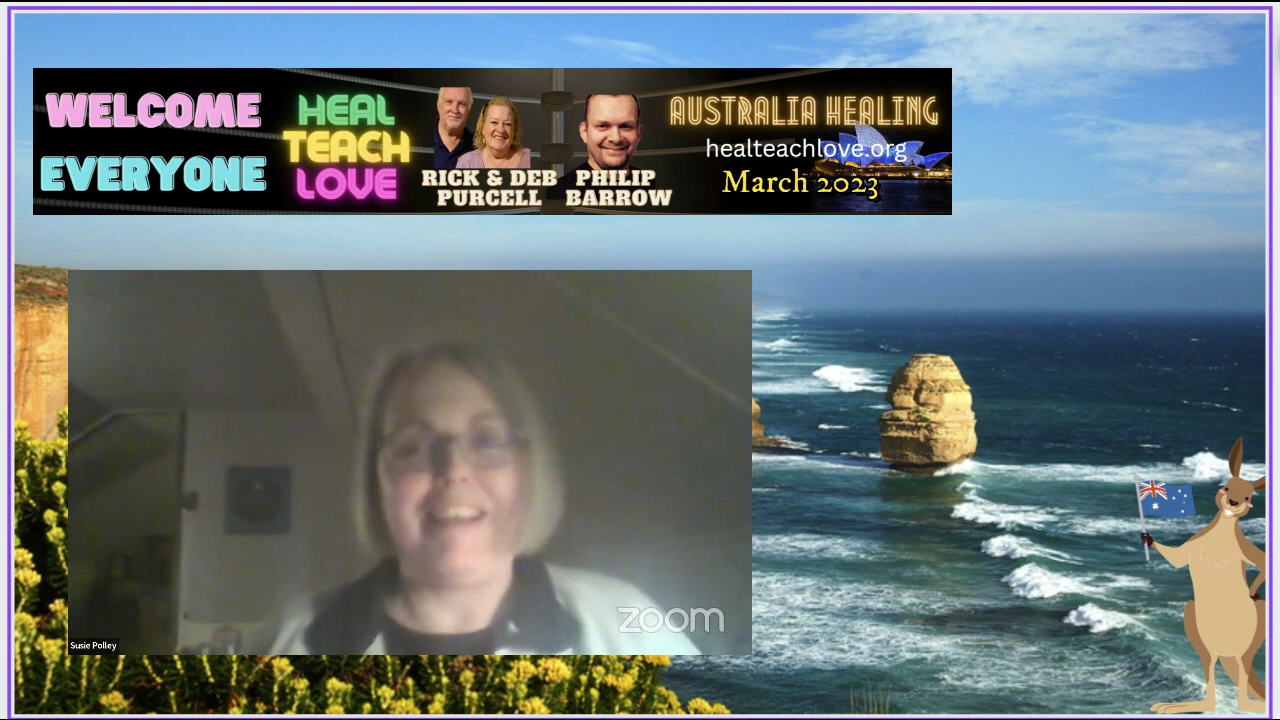 WELCOME
EVERYONE
HEAL
TEACH
LOVE
RICK & DEB
PURCELL
PHILIP
BARROW
AUSTRALIA HEALING
healteachlove.org
March 2023
zoom
Susie Polley